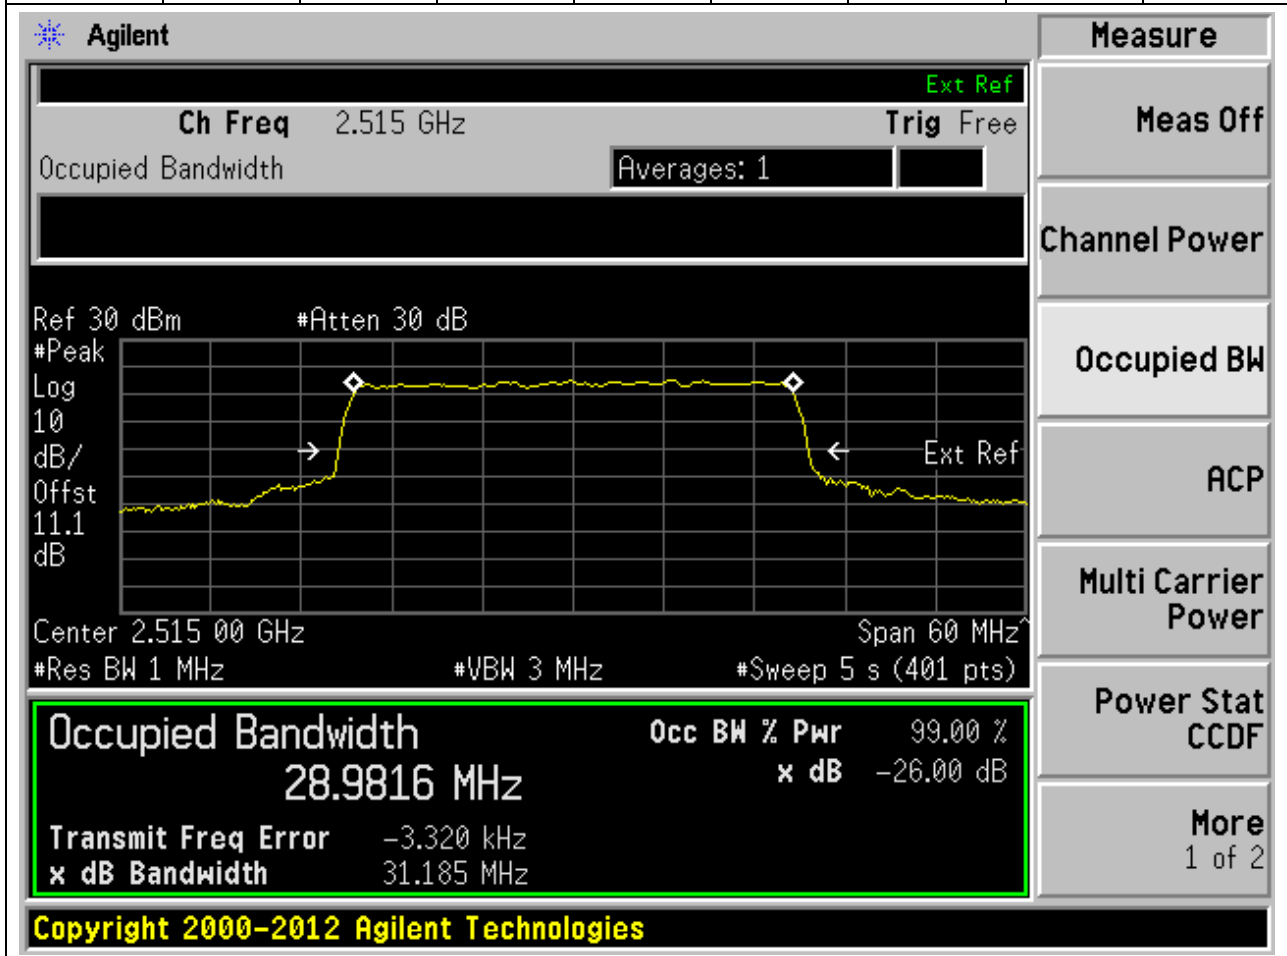 Agilent
Measure
Ext Ref
Ch Freq 2.515 GHz Trig Free
Meas Off
Occupied Bandwidth Averages: 1
Channel Power
Ref 30 dBm #Atten 30 dB
#Peak
Log
10
dB/
Offst
11.1
dB
Ext Ref
Occupied BW
ACP
Center 2.515 00 GHz Span 60 MHz^
#Res BW 1 MHz #VBW 3 MHz #Sweep 5 s (401 pts)
Multi Carrier
Power
Occupied Bandwidth Occ BW % Pwr 99.00 %
28.9816 MHz x dB -26.00 dB
Transmit Freq Error -3.320 kHz
x dB Bandwidth 31.185 MHz
Power Stat
CCDF
More
1 of 2
Copyright 2000-2012 Agilent Technologies